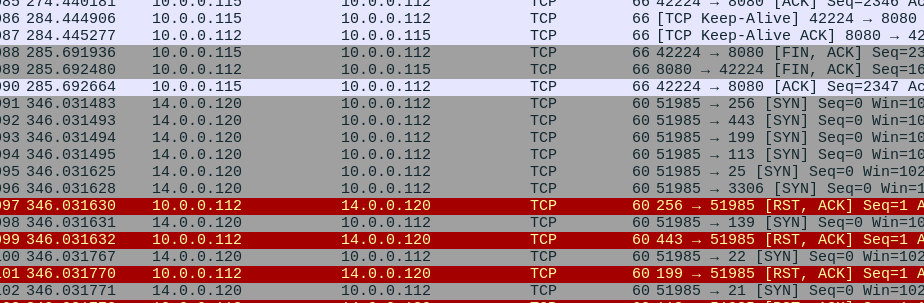 85 274.440181 10.0.0.115 10.0.0.112 TCP 66 42224 → 8080 [ACK] Seq=2346 Ac
86 284.444906 10.0.0.115 10.0.0.112 TCP 66 [TCP Keep-Alive] 42224 → 8080
87 284.445277 10.0.0.112 10.0.0.115 TCP 66 [TCP Keep-Alive ACK] 8080 → 42
88 285.691936 10.0.0.115 10.0.0.112 TCP 66 42224 → 8080 [FIN, ACK] Seq=23
89 285.692480 10.0.0.112 10.0.0.115 TCP 66 8080 → 42224 [FIN, ACK] Seq=16
90 285.692664 10.0.0.115 10.0.0.112 TCP 66 42224 → 8080 [ACK] Seq=2347 Ac
91 346.031483 14.0.0.120 10.0.0.112 TCP 60 51985 → 256 [SYN] Seq=0 Win=10
92 346.031493 14.0.0.120 10.0.0.112 TCP 60 51985 → 443 [SYN] Seq=0 Win=10
93 346.031494 14.0.0.120 10.0.0.112 TCP 60 51985 → 199 [SYN] Seq=0 Win=10
94 346.031495 14.0.0.120 10.0.0.112 TCP 60 51985 → 113 [SYN] Seq=0 Win=10
95 346.031625 14.0.0.120 10.0.0.112 TCP 60 51985 → 25 [SYN] Seq=0 Win=102
96 346.031628 14.0.0.120 10.0.0.112 TCP 60 51985 → 3306 [SYN] Seq=0 Win=1
97 346.031630 10.0.0.112 14.0.0.120 TCP 60 256 → 51985 [RST, ACK] Seq=1 A
98 346.031631 14.0.0.120 10.0.0.112 TCP 60 51985 → 139 [SYN] Seq=0 Win=10
99 346.031632 10.0.0.112 14.0.0.120 TCP 60 443 → 51985 [RST, ACK] Seq=1 A
00 346.031767 14.0.0.120 10.0.0.112 TCP 60 51985 → 22 [SYN] Seq=0 Win=102
01 346.031770 10.0.0.112 14.0.0.120 TCP 60 199 → 51985 [RST, ACK] Seq=1 A
02 346.031771 14.0.0.120 10.0.0.112 TCP 60 51985 → 21 [SYN] Seq=0 Win=102